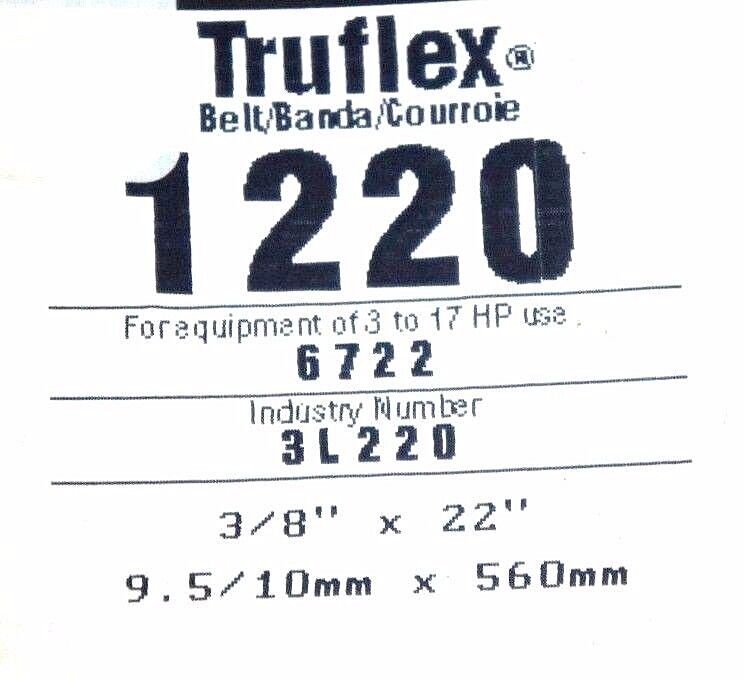 Truflex®
Belt/Banda/Courroie
1220
For equipment of 3 to 17 HP use.
6722
Industry Number
3L220
3/8" x 22"
9.5/10mm x 560mm